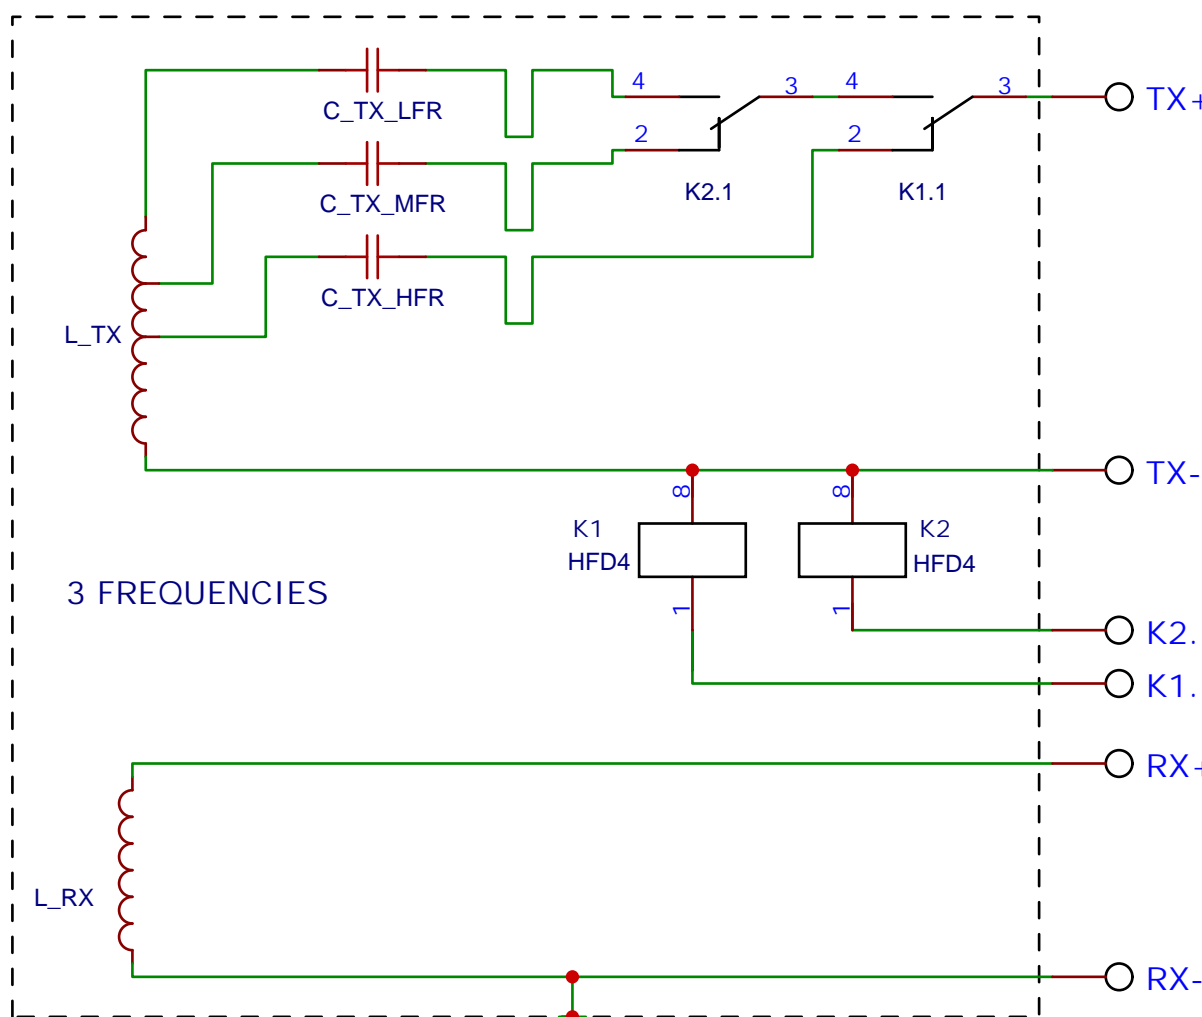 C_TX_LFR
4
3
4
3
TX+
C_TX_MFR
2
K2.1
2
K1.1
C_TX_HFR
L_TX
TX-
8
8
K1
HFD4
K2
HFD4
3 FREQUENCIES
1
1
K2.
K1.
RX+
L_RX
RX-